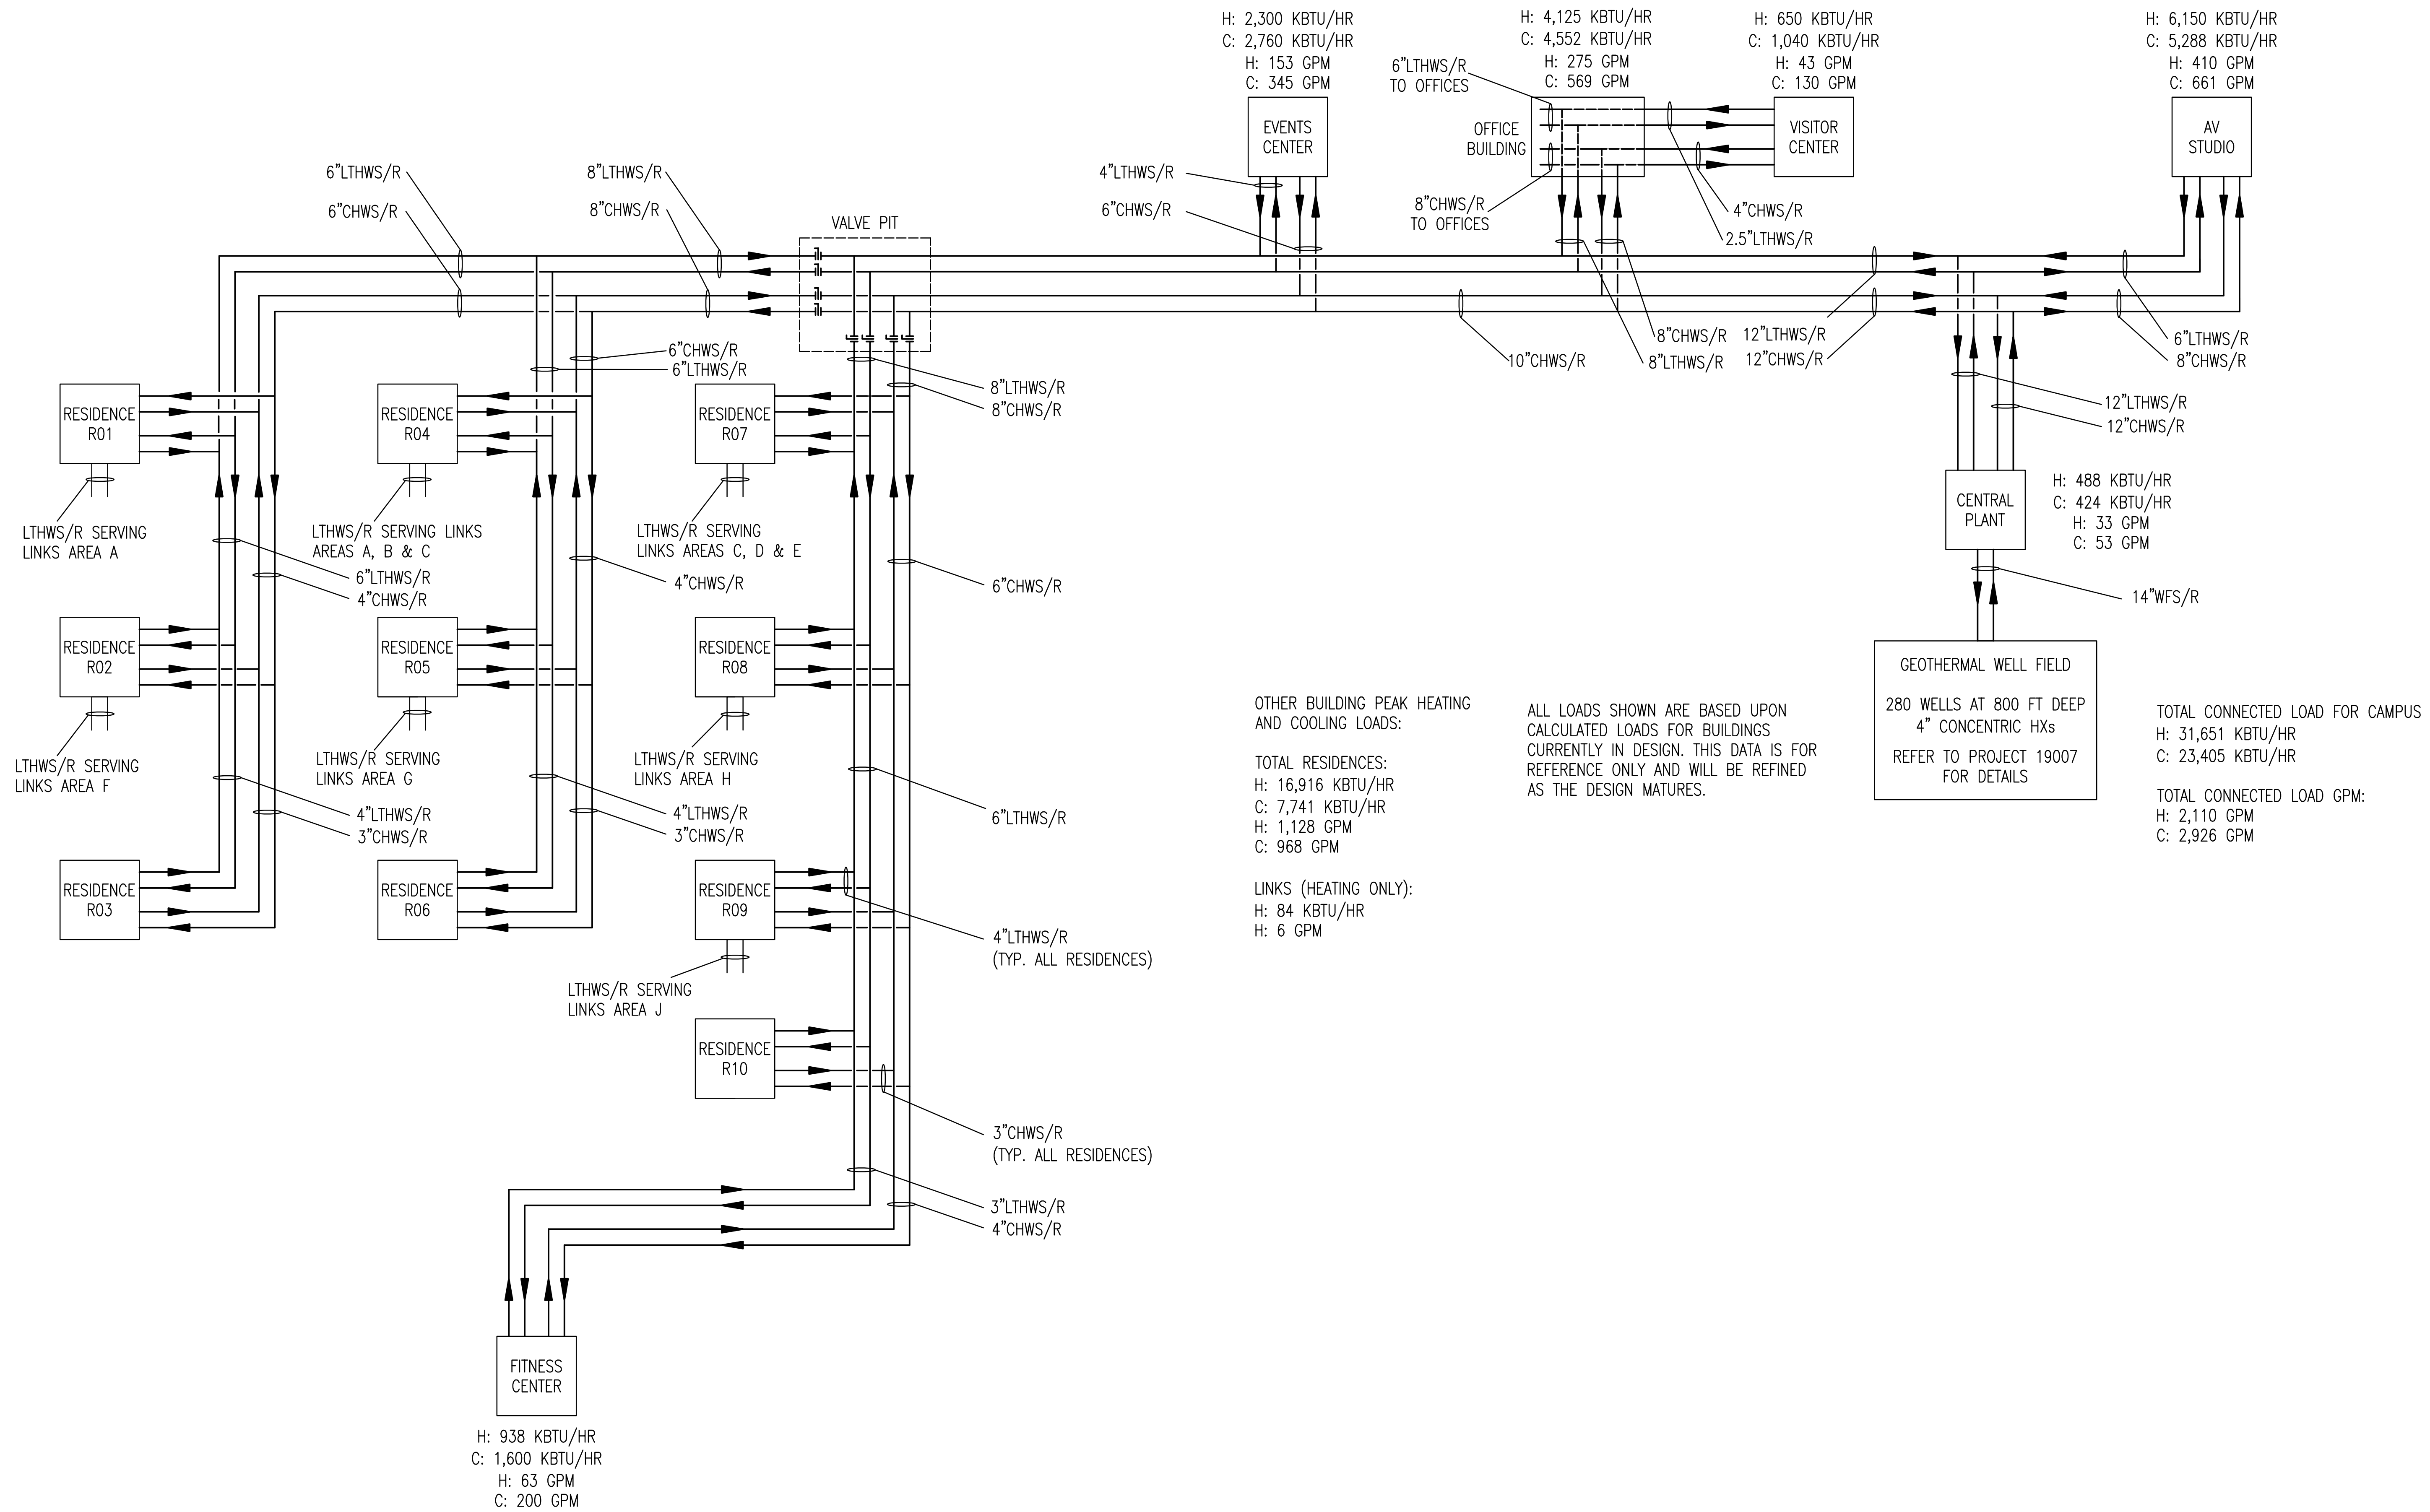 H: 2,300 KBTU/HR
C: 2,760 KBTU/HR
H: 153 GPM
C: 345 GPM
EVENTS
CENTER
H: 4,125 KBTU/HR
C: 4,552 KBTU/HR
H: 275 GPM
C: 569 GPM
6"LTHWS/R
TO OFFICES
OFFICE
BUILDING
8"CHWS/R
TO OFFICES
H: 650 KBTU/HR
C: 1,040 KBTU/HR
H: 43 GPM
C: 130 GPM
VISITOR
CENTER
4"CHWS/R
2.5"LTHWS/R
H: 6,150 KBTU/HR
C: 5,288 KBTU/HR
H: 410 GPM
C: 661 GPM
AV
STUDIO
6"LTHWS/R
6"CHWS/R
8"LTHWS/R
8"CHWS/R
VALVE PIT
4"LTHWS/R
6"CHWS/R
10"CHWS/R
8"CHWS/R
8"LTHWS/R
12"LTHWS/R
12"CHWS/R
6"LTHWS/R
8"CHWS/R
6"CHWS/R
6"LTHWS/R
8"LTHWS/R
8"CHWS/R
12"LTHWS/R
12"CHWS/R
RESIDENCE
R01
LTHWS/R SERVING
LINKS AREA A
RESIDENCE
R04
LTHWS/R SERVING LINKS
AREAS A, B & C
RESIDENCE
R07
LTHWS/R SERVING
LINKS AREAS C, D & E
6"LTHWS/R
4"CHWS/R
4"CHWS/R
6"CHWS/R
CENTRAL
PLANT
H: 488 KBTU/HR
C: 424 KBTU/HR
H: 33 GPM
C: 53 GPM
14"WFS/R
RESIDENCE
R02
LTHWS/R SERVING
LINKS AREA F
RESIDENCE
R05
LTHWS/R SERVING
LINKS AREA G
RESIDENCE
R08
LTHWS/R SERVING
LINKS AREA H
4"LTHWS/R
3"CHWS/R
4"LTHWS/R
3"CHWS/R
6"LTHWS/R
OTHER BUILDING PEAK HEATING
AND COOLING LOADS:
TOTAL RESIDENCES:
H: 16,916 KBTU/HR
C: 7,741 KBTU/HR
H: 1,128 GPM
C: 968 GPM
LINKS (HEATING ONLY):
H: 84 KBTU/HR
H: 6 GPM
ALL LOADS SHOWN ARE BASED UPON
CALCULATED LOADS FOR BUILDINGS
CURRENTLY IN DESIGN. THIS DATA IS FOR
REFERENCE ONLY AND WILL BE REFINED
AS THE DESIGN MATURES.
GEOTHERMAL WELL FIELD
280 WELLS AT 800 FT DEEP
4" CONCENTRIC HXs
REFER TO PROJECT 19007
FOR DETAILS
TOTAL CONNECTED LOAD FOR CAMPUS
H: 31,651 KBTU/HR
C: 23,405 KBTU/HR
TOTAL CONNECTED LOAD GPM:
H: 2,110 GPM
C: 2,926 GPM
RESIDENCE
R03
RESIDENCE
R06
RESIDENCE
R09
LTHWS/R SERVING
LINKS AREA J
4"LTHWS/R
(TYP. ALL RESIDENCES)
RESIDENCE
R10
3"CHWS/R
(TYP. ALL RESIDENCES)
3"LTHWS/R
4"CHWS/R
FITNESS
CENTER
H: 938 KBTU/HR
C: 1,600 KBTU/HR
H: 63 GPM
C: 200 GPM